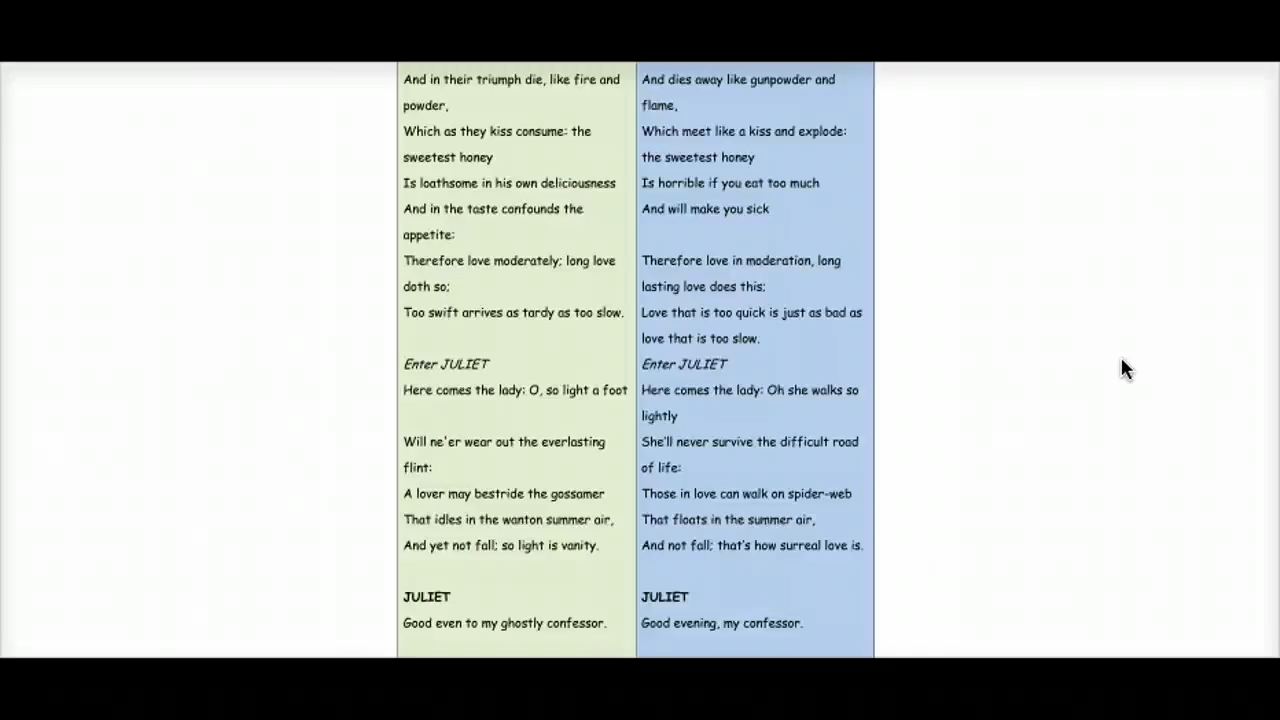 And in their triumph die, like fire and
powder,
Which as they kiss consume: the
sweetest honey
Is loathsome in his own deliciousness
And in the taste confounds the
appetite:
Therefore love moderately; long love
doth so;
Too swift arrives as tardy as too slow.
Enter JULIET
Here comes the lady: O, so light a foot
Will ne'er wear out the everlasting
flint:
A lover may bestride the gossamer
That idles in the wanton summer air,
And yet not fall; so light is vanity.
JULIET
Good even to my ghostly confessor.
And dies away like gunpowder and
flame,
Which meet like a kiss and explode:
the sweetest honey
Is horrible if you eat too much
And will make you sick
Therefore love in moderation, long
lasting love does this;
Love that is too quick is just as bad as
love that is too slow.
Enter JULIET
Here comes the lady: Oh she walks so
lightly
She'll never survive the difficult road
of life:
Those in love can walk on spider-web
That floats in the summer air,
And not fall; that's how surreal love is.
JULIET
Good evening, my confessor.